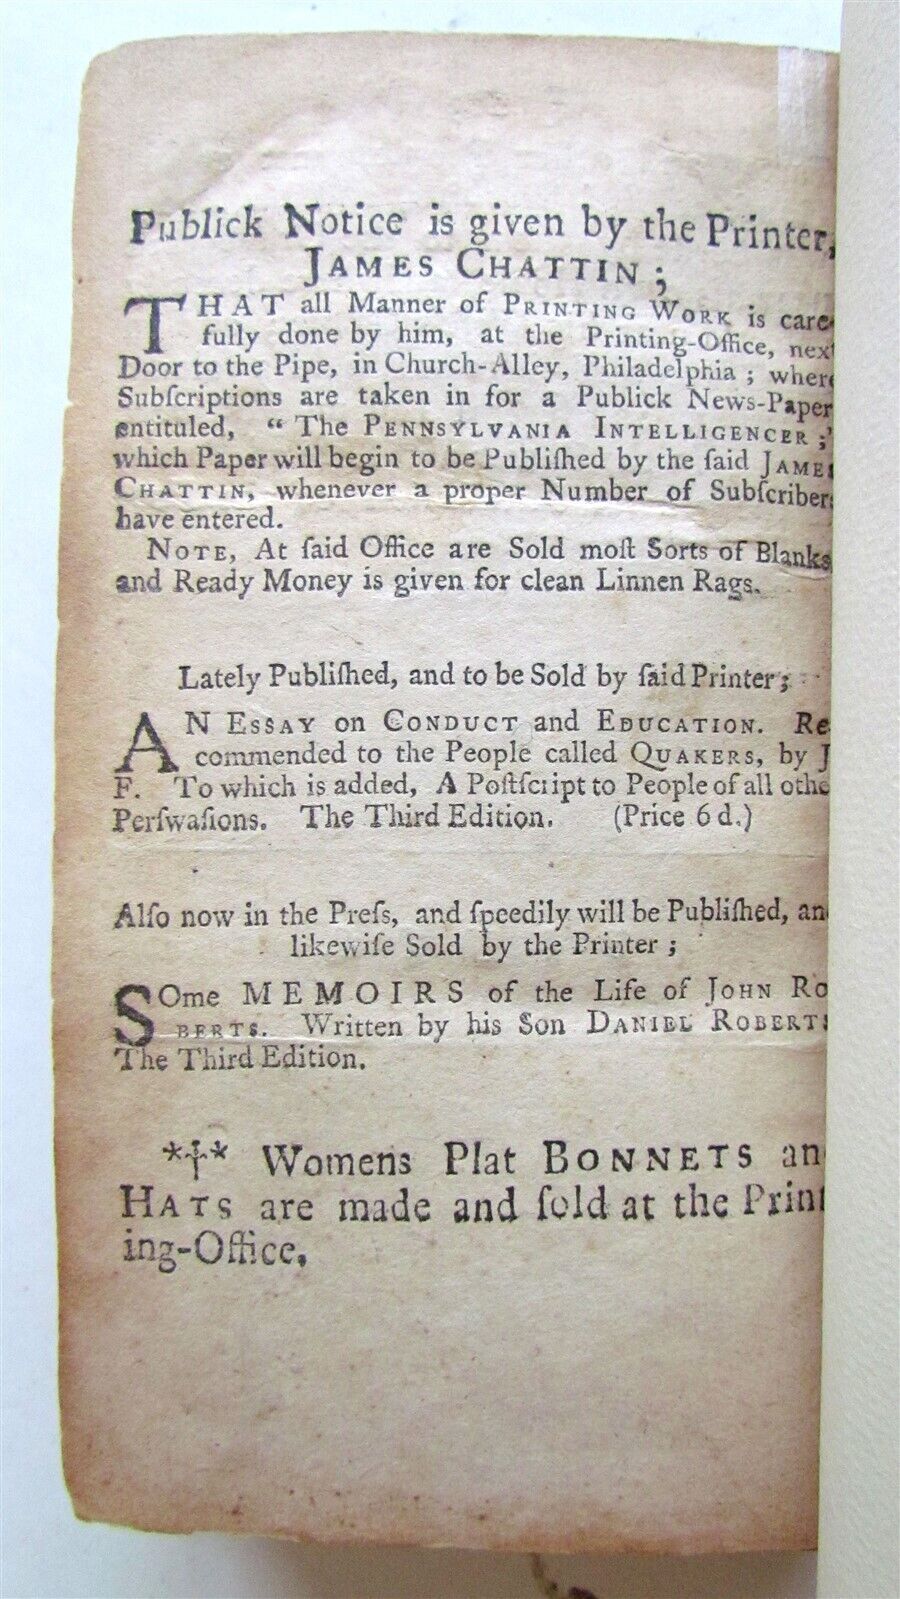 Publick Notice is given by the Printer,
JAMES CHATTIN;
THAT all Manner of PRINTING WORK is care-
fully done by him, at the Printing-Office, next
Door to the Pipe, in Church-Alley, Philadelphia; where
Subſcriptions are taken in for a Publick News-Paper
entituled, “ The PENNSYLVANIA INTELLIGENCER;”
which Paper will begin to be Publiſhed by the ſaid JAMES
CHATTIN, whenever a proper Number of Subſcribers
have entered.
NOTE, At ſaid Office are Sold moſt Sorts of Blanks,
and Ready Money is given for clean Linnen Rags.
Lately Publiſhed, and to be Sold by ſaid Printer;
AN ESSAY on CONDUCT and EDUCATION. Re
commended to the People called QUAKERS, by J
F. To which is added, A Poſtſcript to People of all othe
Perſwaſions. The Third Edition. (Price 6 d.)
Alſo now in the Preſs, and ſpeedily will be Publiſhed, and
likewiſe Sold by the Printer;
SOme MEMOIRS of the Life of JOHN RO
BERTS. Written by his Son DANIEL ROBERTS
The Third Edition.
*†* Womens Plat BONNETS and
HATS are made and ſold at the Print
ing-Office.